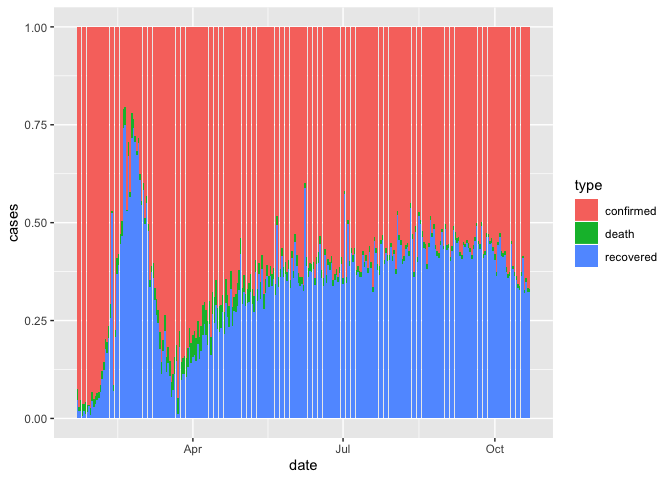 1.00
0.75
0.50
0.25
0.00
cases
Apr
Jul
Oct
date
type
confirmed
death
recovered